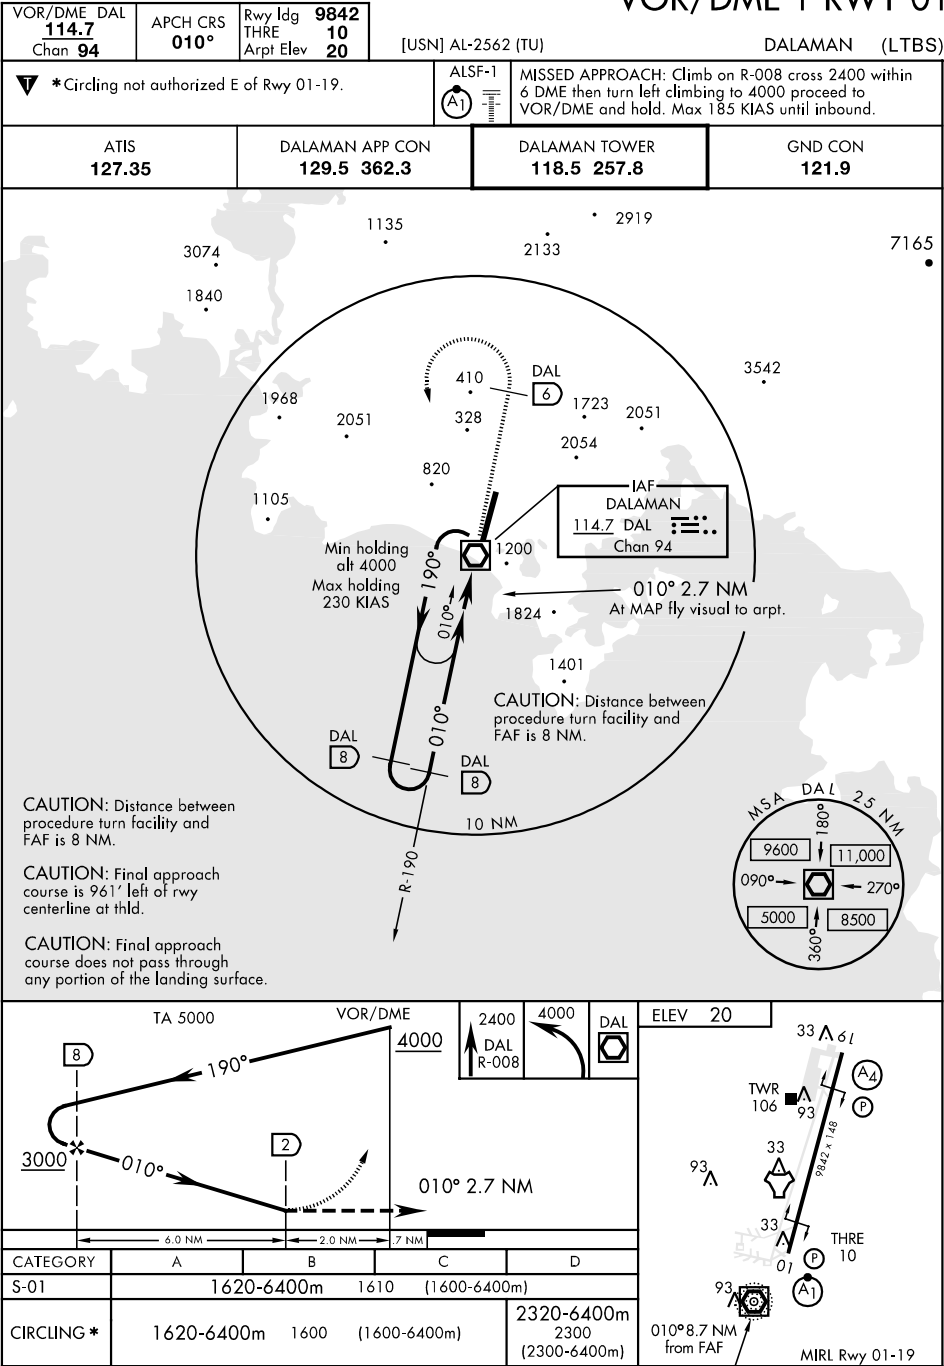 VOR/DME 1 RWY 01
VOR/DME DAL
114.7
Chan 94
APCH CRS
010°
Rwy ldg 9842
THRE 10
Arpt Elev 20
[USN] AL-2562 (TU)
DALAMAN (LTBS)
T
*Circling not authorized E of Rwy 01-19.
ALSF-1
A1
MISSED APPROACH: Climb on R-008 cross 2400 within
6 DME then turn left climbing to 4000 proceed to
VOR/DME and hold. Max 185 KIAS until inbound.
ATIS
127.35
DALAMAN APP CON
129.5 362.3
DALAMAN TOWER
118.5 257.8
GND CON
121.9
2919
1135
2133
3074
7165
1840
3542
410
DAL
6
1968
2051
328
1723
2051
2054
820
1105
IAF
DALAMAN
114.7 DAL
Chan 94
Min holding
alt 4000
Max holding
230 KIAS
190°
010°
1200
010° 2.7 NM
At MAP fly visual to arpt.
1824
1401
CAUTION: Distance between
procedure turn facility and
FAF is 8 NM.
010°
DAL
8
DAL
8
10 NM
R-190
CAUTION: Distance between
procedure turn facility and
FAF is 8 NM.
CAUTION: Final approach
course is 961' left of rwy
centerline at thld.
CAUTION: Final approach
course does not pass through
any portion of the landing surface.
MSA DAL 25 NM
180°
9600
11,000
090°
270°
5000
8500
360°
TA 5000
VOR/DME
4000
8
190°
3000
010°
2
010° 2.7 NM
6.0 NM
2.0 NM
.7 NM
2400
DAL
R-008
4000
DAL
ELEV 20
33
19
A4
P
TWR
106
93
9842 x 148
33
93
33
THRE
10
01
P
A1
93
010° 8.7 NM
from FAF
MIRL Rwy 01-19
CATEGORY A B C D
S-01 1620-6400m 1610 (1600-6400m)
CIRCLING * 1620-6400m 1600 (1600-6400m)
2320-6400m
2300
(2300-6400m)